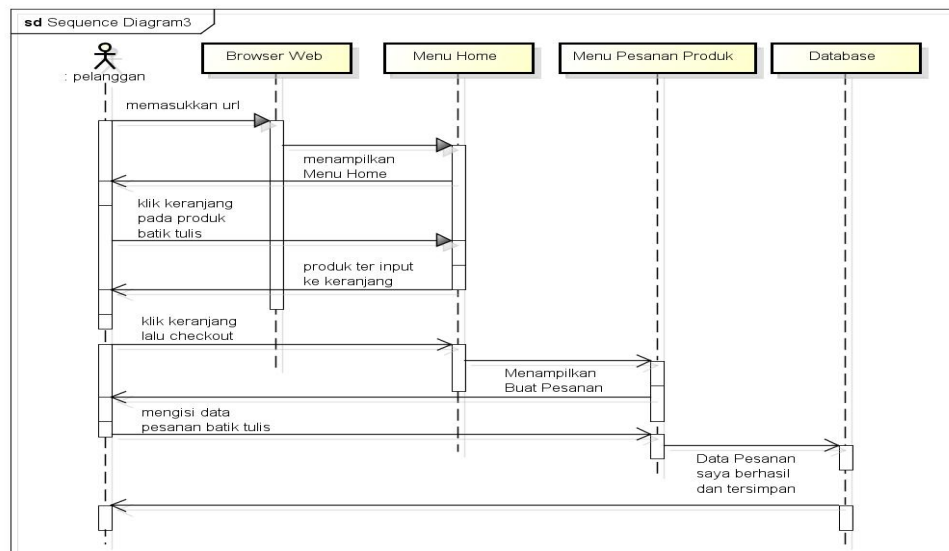 sd Sequence Diagram3
: pelanggan
Browser Web
Menu Home
Menu Pesanan Produk
Database
memasukkan url
menampilkan
Menu Home
klik keranjang
pada produk
batik tulis
produk ter input
ke keranjang
klik keranjang
lalu checkout
Menampilkan
Buat Pesanan
mengisi data
pesanan batik tulis
Data Pesanan
saya berhasil
dan tersimpan